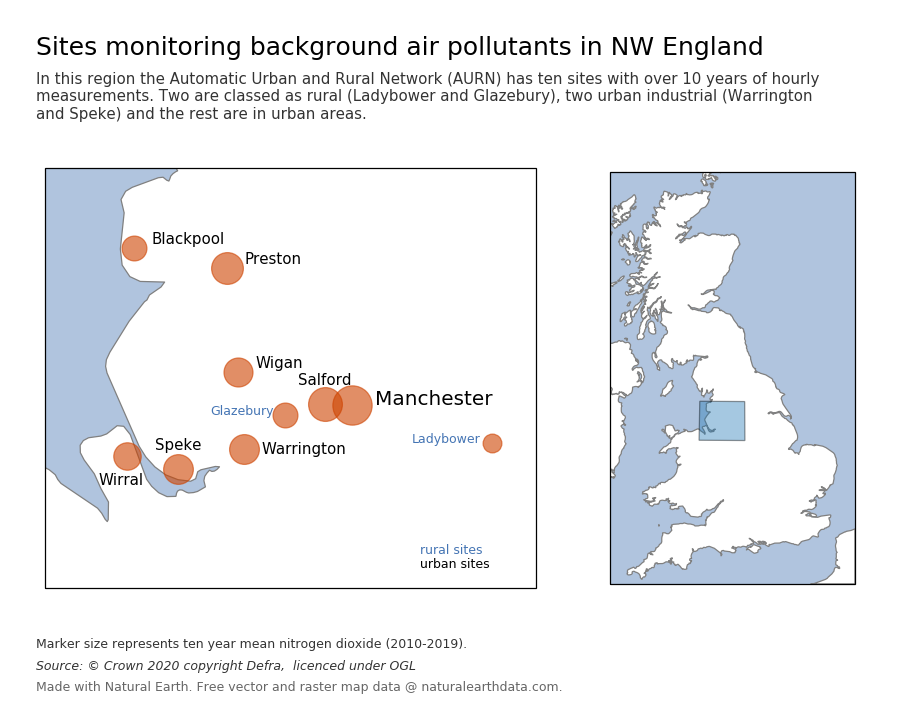 Sites monitoring background air pollutants in NW England
In this region the Automatic Urban and Rural Network (AURN) has ten sites with over 10 years of hourly
measurements. Two are classed as rural (Ladybower and Glazebury), two urban industrial (Warrington
and Speke) and the rest are in urban areas.
Blackpool
Preston
Wigan
Salford
Manchester
Glazebury
Ladybower
Speke
Warrington
Wirral
rural sites
urban sites
Marker size represents ten year mean nitrogen dioxide (2010-2019).
Source: © Crown 2020 copyright Defra,  licenced under OGL
Made with Natural Earth. Free vector and raster map data @ naturalearthdata.com.